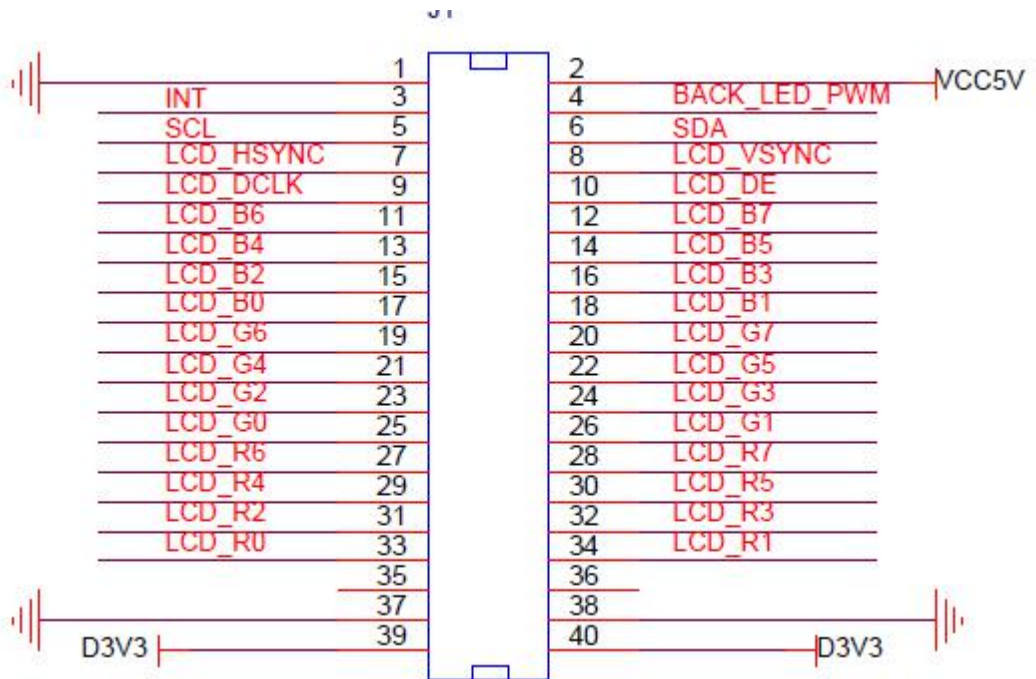 J1
1 2 VCC5V
INT 3 4 BACK_LED_PWM
SCL 5 6 SDA
LCD_HSYNC 7 8 LCD_VSYNC
LCD_DCLK 9 10 LCD_DE
LCD_B6 11 12 LCD_B7
LCD_B4 13 14 LCD_B5
LCD_B2 15 16 LCD_B3
LCD_B0 17 18 LCD_B1
LCD_G6 19 20 LCD_G7
LCD_G4 21 22 LCD_G5
LCD_G2 23 24 LCD_G3
LCD_G0 25 26 LCD_G1
LCD_R6 27 28 LCD_R7
LCD_R4 29 30 LCD_R5
LCD_R2 31 32 LCD_R3
LCD_R0 33 34 LCD_R1
35 36
37 38
D3V3 39 40 D3V3